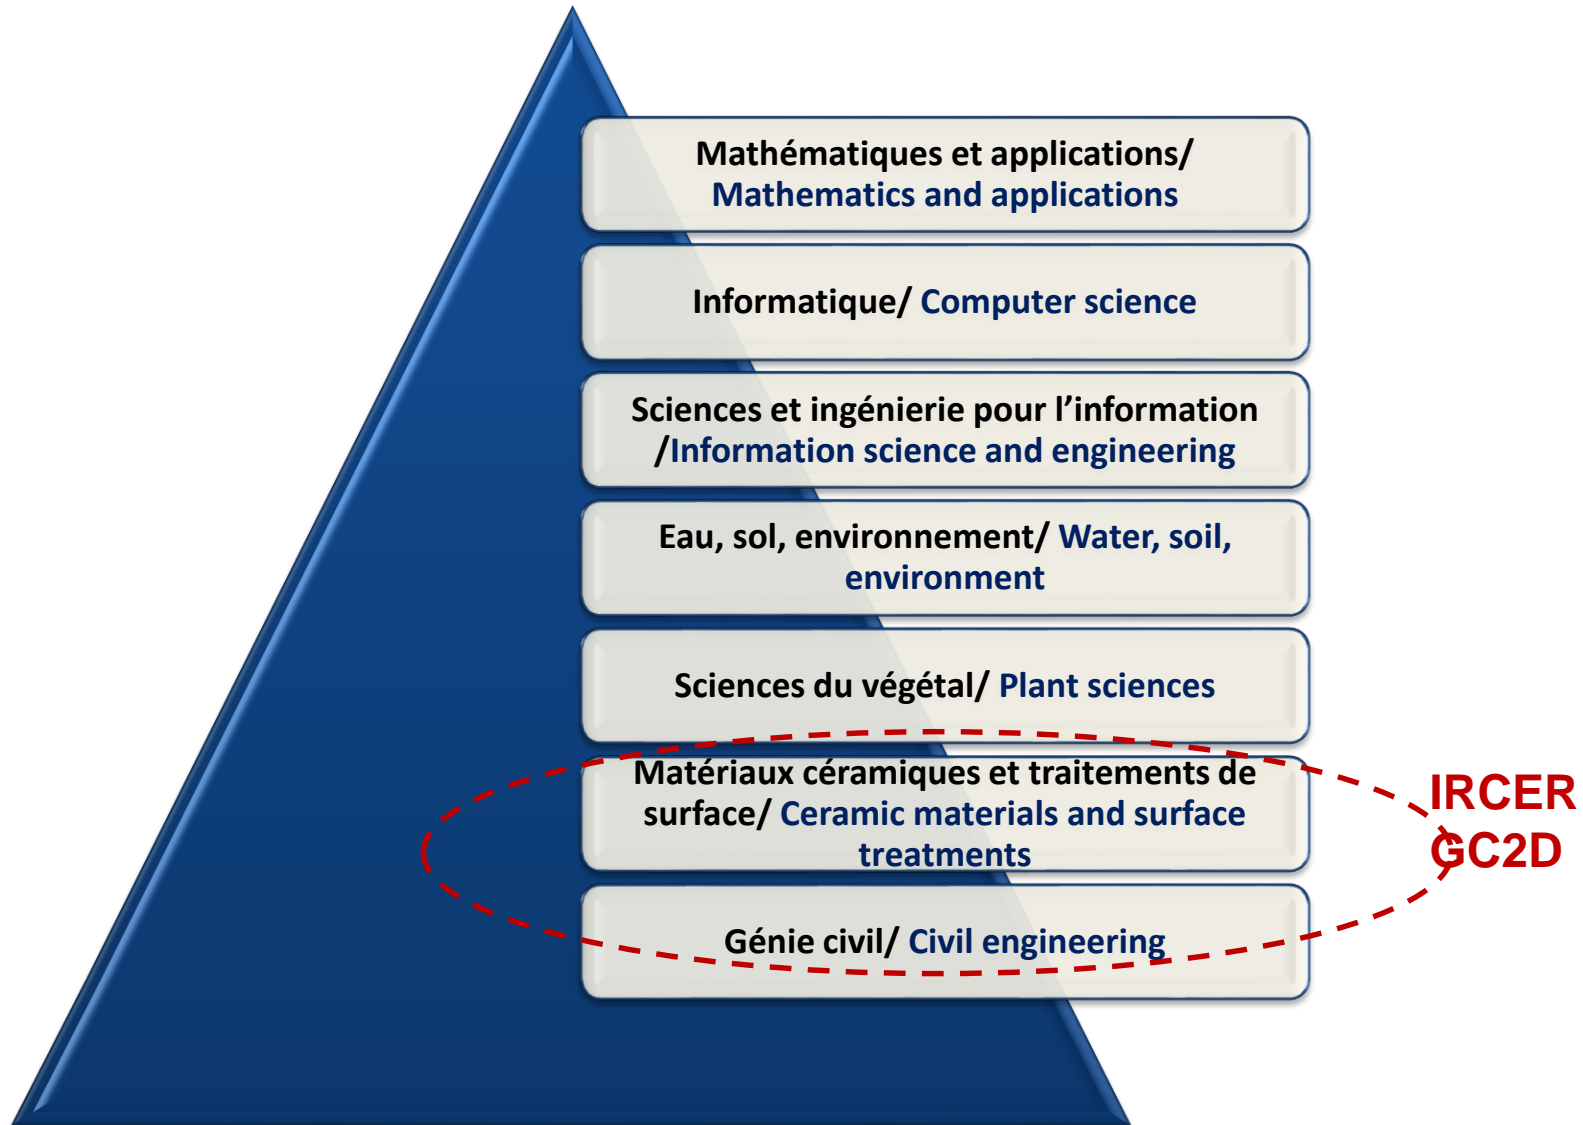 Mathématiques et applications/
Mathematics and applications
Informatique/ Computer science
Sciences et ingénierie pour l’information
/Information science and engineering
Eau, sol, environnement/ Water, soil,
environment
Sciences du végétal/ Plant sciences
Matériaux céramiques et traitements de
surface/ Ceramic materials and surface
treatments
Génie civil/ Civil engineering
IRCER
GC2D